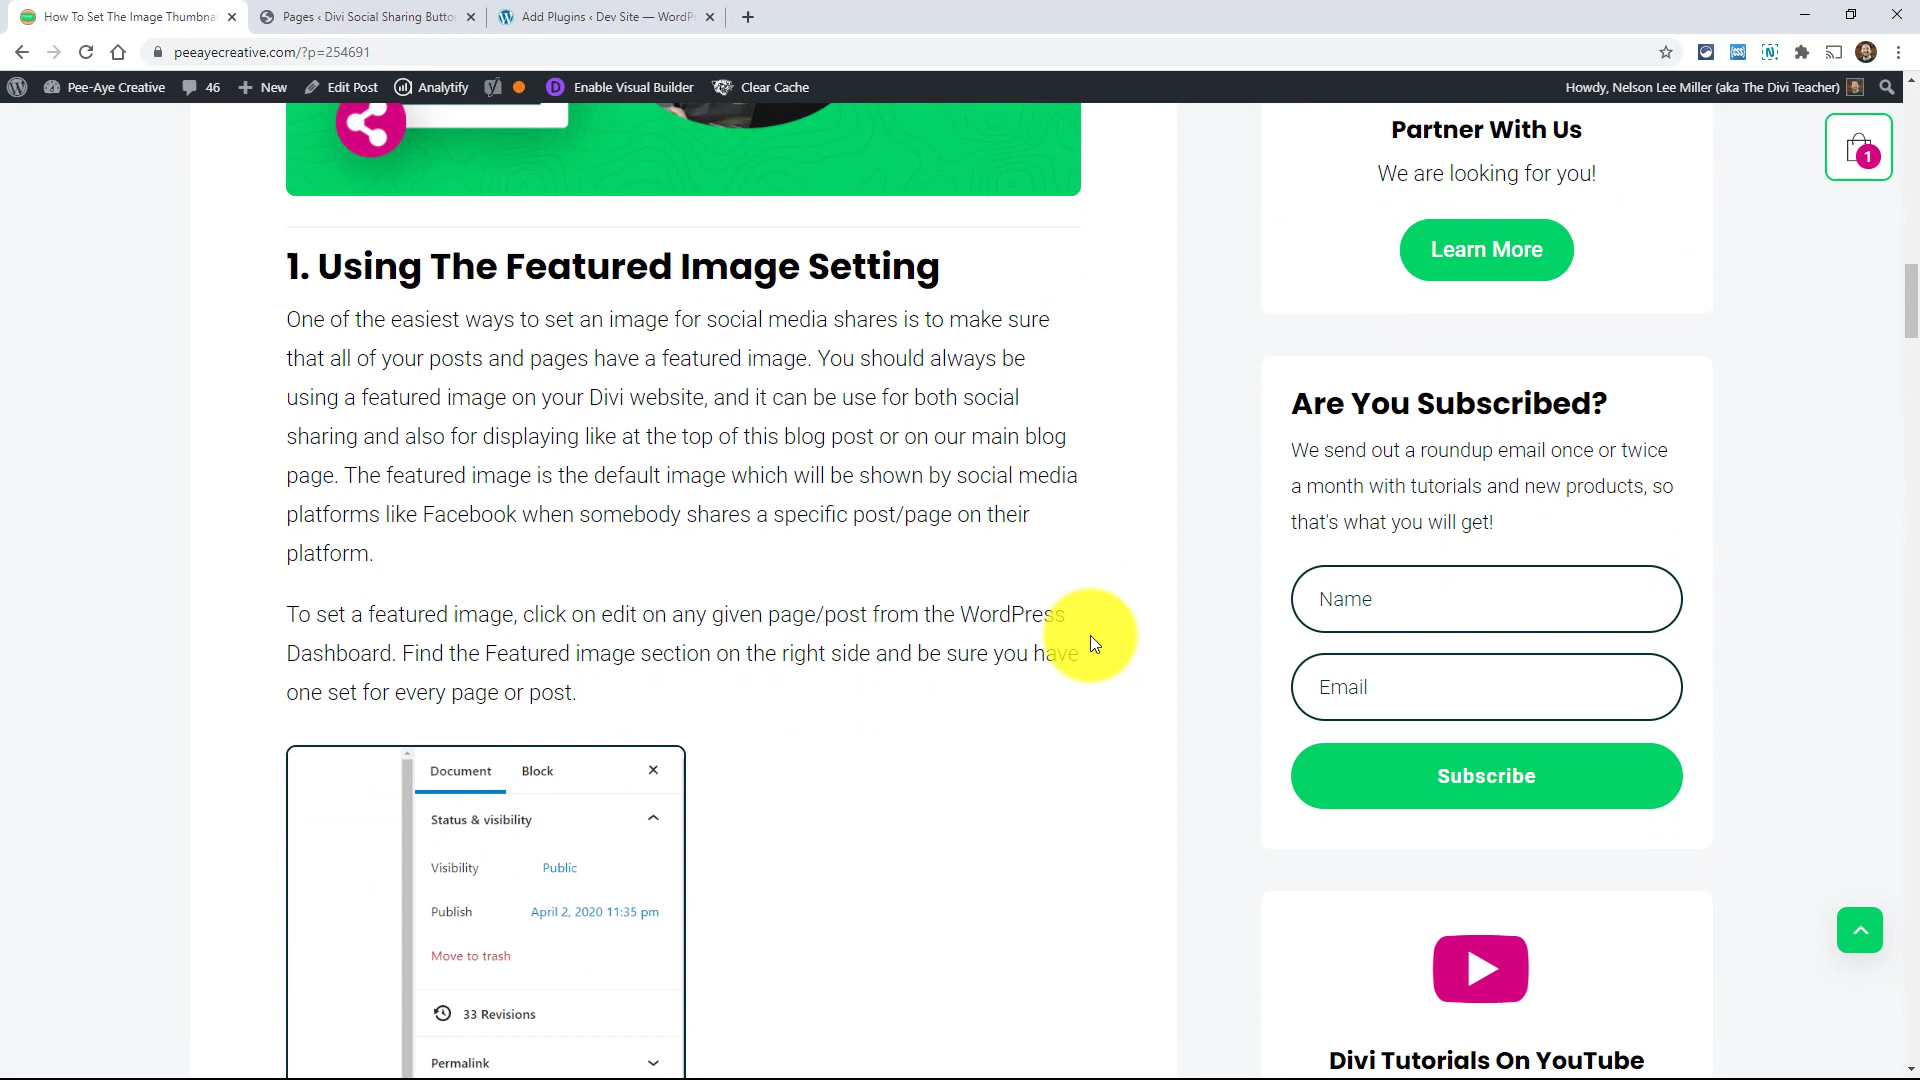 How To Set The Image Thumbna
Pages ‹ Divi Social Sharing Butto
Add Plugins ‹ Dev Site — WordP
peeayecreative.com/?p=254691
Pee-Aye Creative
46
New
Edit Post
Analytify
Enable Visual Builder
Clear Cache
Howdy, Nelson Lee Miller (aka The Divi Teacher)
1
1. Using The Featured Image Setting
One of the easiest ways to set an image for social media shares is to make sure
that all of your posts and pages have a featured image. You should always be
using a featured image on your Divi website, and it can be use for both social
sharing and also for displaying like at the top of this blog post or on our main blog
page. The featured image is the default image which will be shown by social media
platforms like Facebook when somebody shares a specific post/page on their
platform.
To set a featured image, click on edit on any given page/post from the WordPress
Dashboard. Find the Featured image section on the right side and be sure you have
one set for every page or post.
Document
Block
Status & visibility
Visibility
Public
Publish
April 2, 2020 11:35 pm
Move to trash
33 Revisions
Permalink
Partner With Us
We are looking for you!
Learn More
Are You Subscribed?
We send out a roundup email once or twice
a month with tutorials and new products, so
that's what you will get!
Name
Email
Subscribe
Divi Tutorials On YouTube